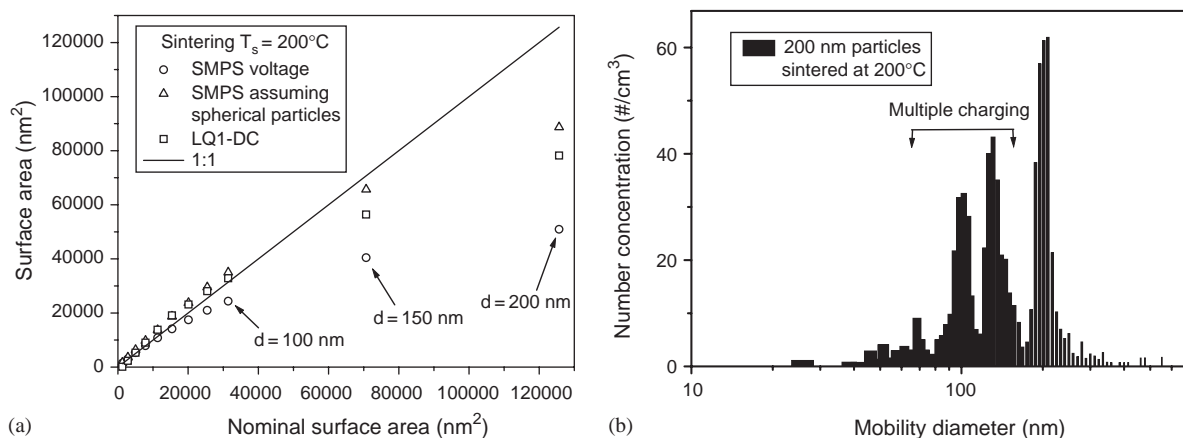 120000
100000
80000
60000
40000
20000
0
Surface area (nm²)
Sintering Tₛ = 200°C
SMPS voltage
SMPS assuming
spherical particles
LQ1-DC
1:1
d = 100 nm
d = 150 nm
d = 200 nm
0
20000
40000
60000
80000
100000
120000
Nominal surface area (nm²)
(a)
60
40
20
0
Number concentration (#/cm³)
200 nm particles
sintered at 200°C
Multiple charging
10
100
Mobility diameter (nm)
(b)